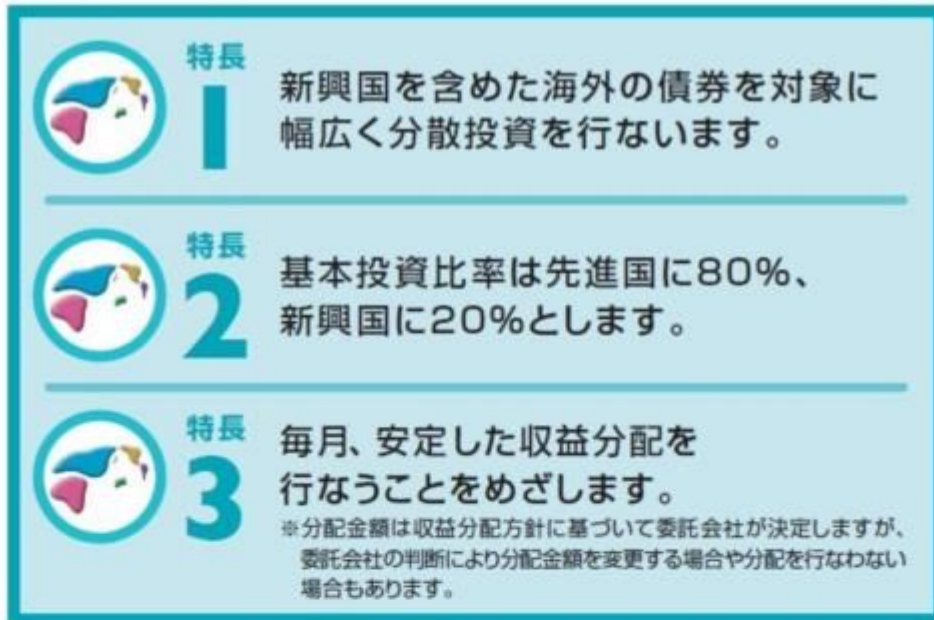 特長
1
新興国を含めた海外の債券を対象に
幅広く分散投資を行ないます。
特長
2
基本投資比率は先進国に80%、
新興国に20%とします。
特長
3
毎月、安定した収益分配を
行なうことをめざします。
※分配金額は収益分配方針に基づいて委託会社が決定しますが、
委託会社の判断により分配金額を変更する場合や分配を行なわない
場合もあります。